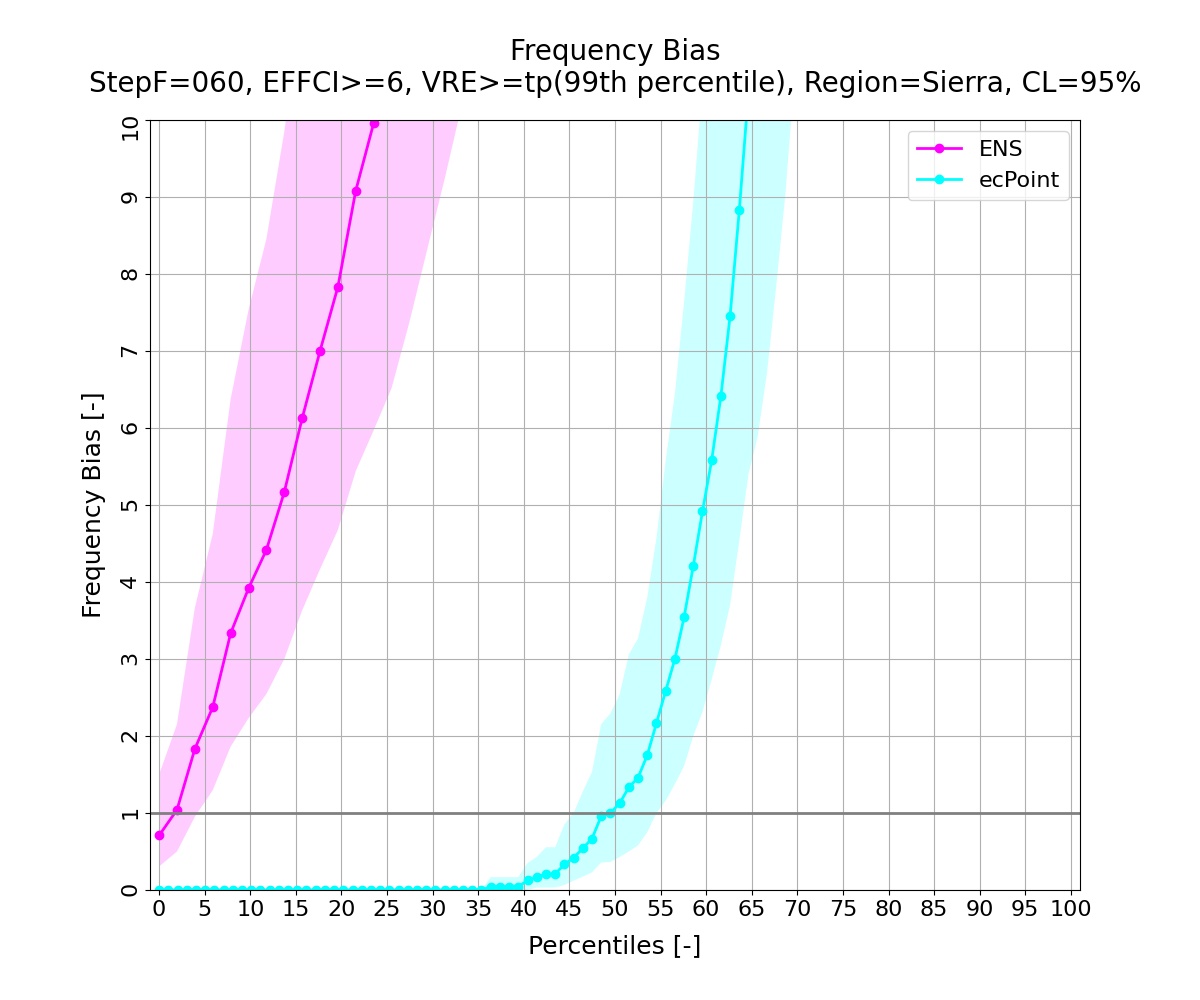 Frequency Bias
StepF=060, EFFCI>=6, VRE>=tp(99th percentile), Region=Sierra, CL=95%
ENS
ecPoint
10
9
8
7
6
5
4
3
2
1
0
Frequency Bias [-]
0 5 10 15 20 25 30 35 40 45 50 55 60 65 70 75 80 85 90 95 100
Percentiles [-]